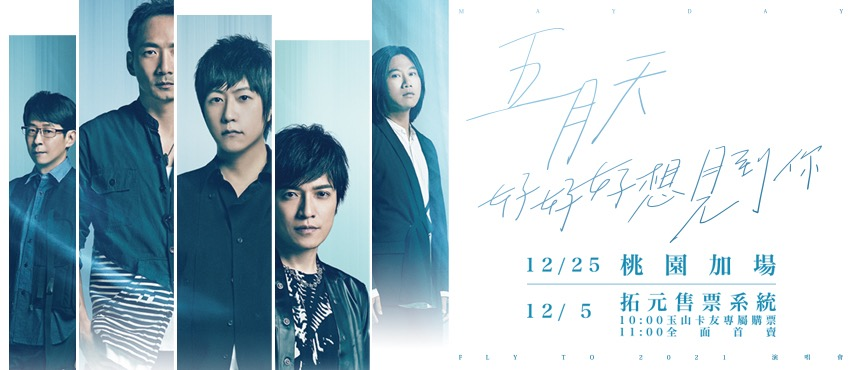 MAYDAY
五月天
好好好想見到你
12/25 桃園加場
12/ 5 拓元售票系統
10:00玉山卡友專屬購票
11:00全面首賣
FLY TO 2021 演唱會